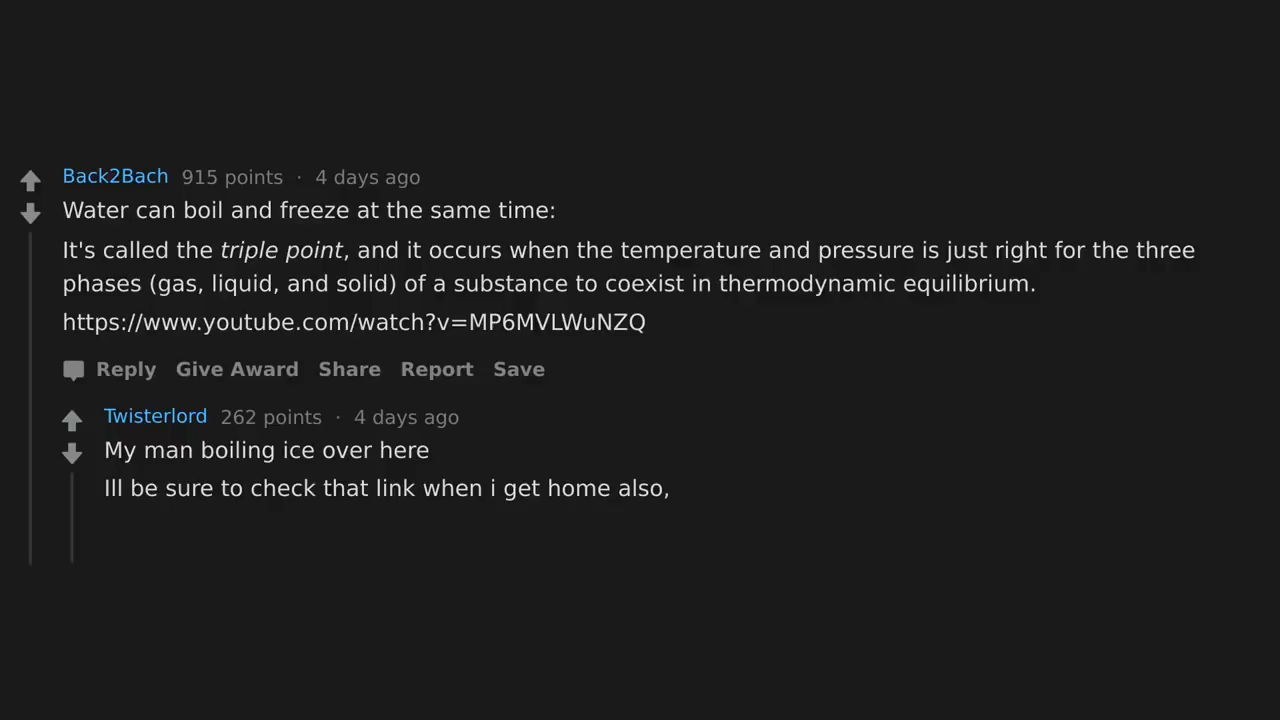 Back2Bach 915 points · 4 days ago
Water can boil and freeze at the same time:
It's called the triple point, and it occurs when the temperature and pressure is just right for the three
phases (gas, liquid, and solid) of a substance to coexist in thermodynamic equilibrium.
https://www.youtube.com/watch?v=MP6MVLWuNZQ
Reply Give Award Share Report Save
Twisterlord 262 points · 4 days ago
My man boiling ice over here
Ill be sure to check that link when i get home also,